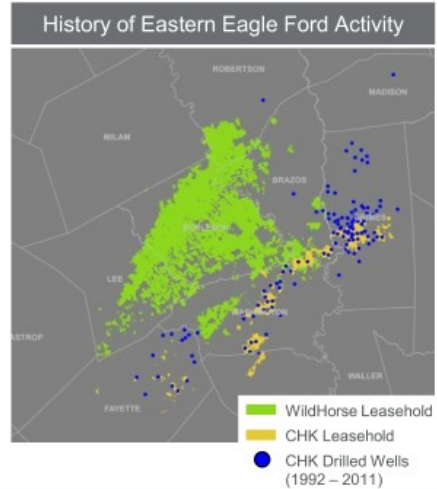 History of Eastern Eagle Ford Activity
ROBERTSON
MADISON
MILAM
BRAZOS
GRIMES
BURLESON
LEE
WASHINGTON
ASTROP
WALLER
FAYETTE
WildHorse Leasehold
CHK Leasehold
CHK Drilled Wells
(1992 – 2011)